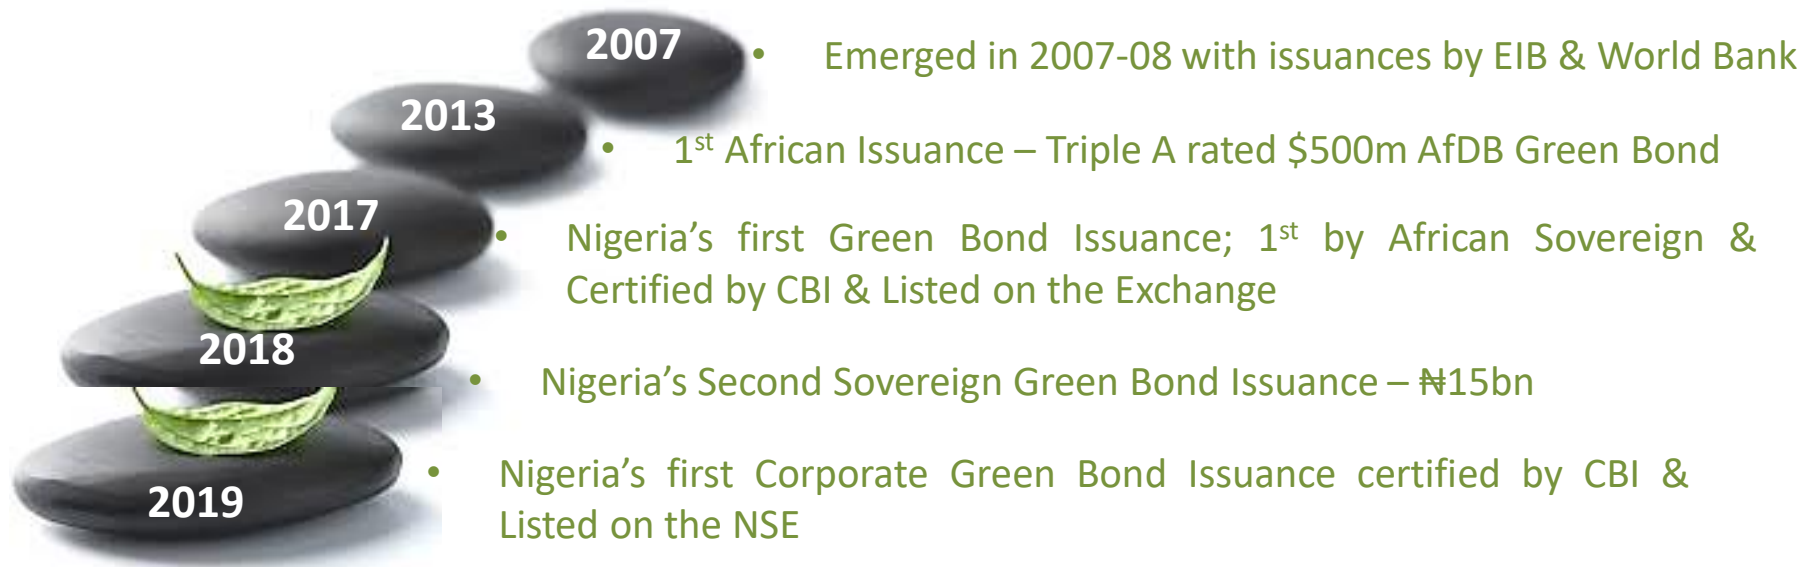 2007
• Emerged in 2007-08 with issuances by EIB & World Bank
2013
• 1st African Issuance – Triple A rated $500m AfDB Green Bond
2017
• Nigeria’s first Green Bond Issuance; 1st by African Sovereign &
Certified by CBI & Listed on the Exchange
2018
• Nigeria’s Second Sovereign Green Bond Issuance – ₦15bn
2019
• Nigeria’s first Corporate Green Bond Issuance certified by CBI &
Listed on the NSE